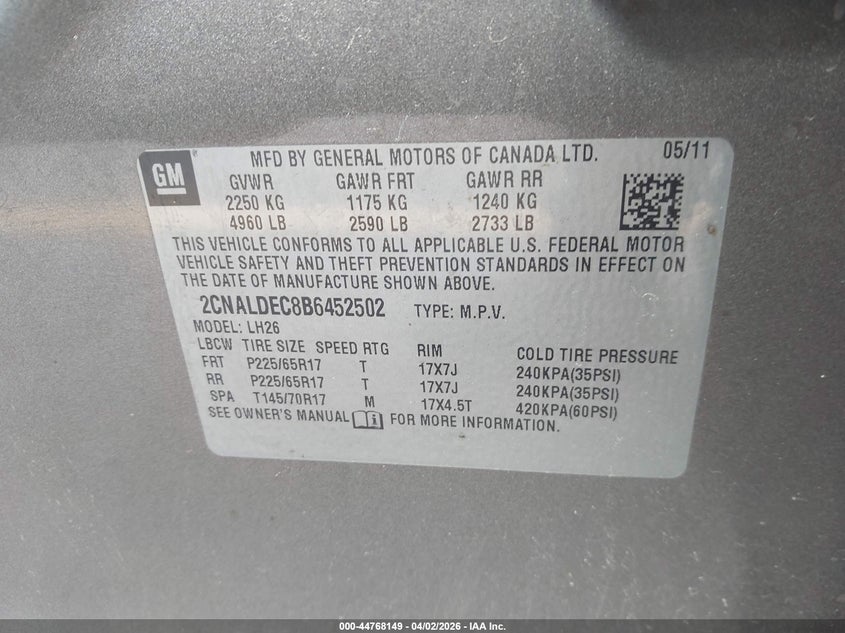 GM
MFD BY GENERAL MOTORS OF CANADA LTD. 05/11
GVWR GAWR FRT GAWR RR
2250 KG 1175 KG 1240 KG
4960 LB 2590 LB 2733 LB
THIS VEHICLE CONFORMS TO ALL APPLICABLE U.S. FEDERAL MOTOR
VEHICLE SAFETY AND THEFT PREVENTION STANDARDS IN EFFECT ON
THE DATE OF MANUFACTURE SHOWN ABOVE.
2CNALDEC8B6452502 TYPE: M.P.V.
MODEL: LH26
LBCW TIRE SIZE SPEED RTG RIM COLD TIRE PRESSURE
FRT P225/65R17 T 17X7J 240KPA(35PSI)
RR P225/65R17 T 17X7J 240KPA(35PSI)
SPA T145/70R17 M 17X4.5T 420KPA(60PSI)
SEE OWNER'S MANUAL FOR MORE INFORMATION.
000-44768149 - 04/02/2026 - IAA Inc.